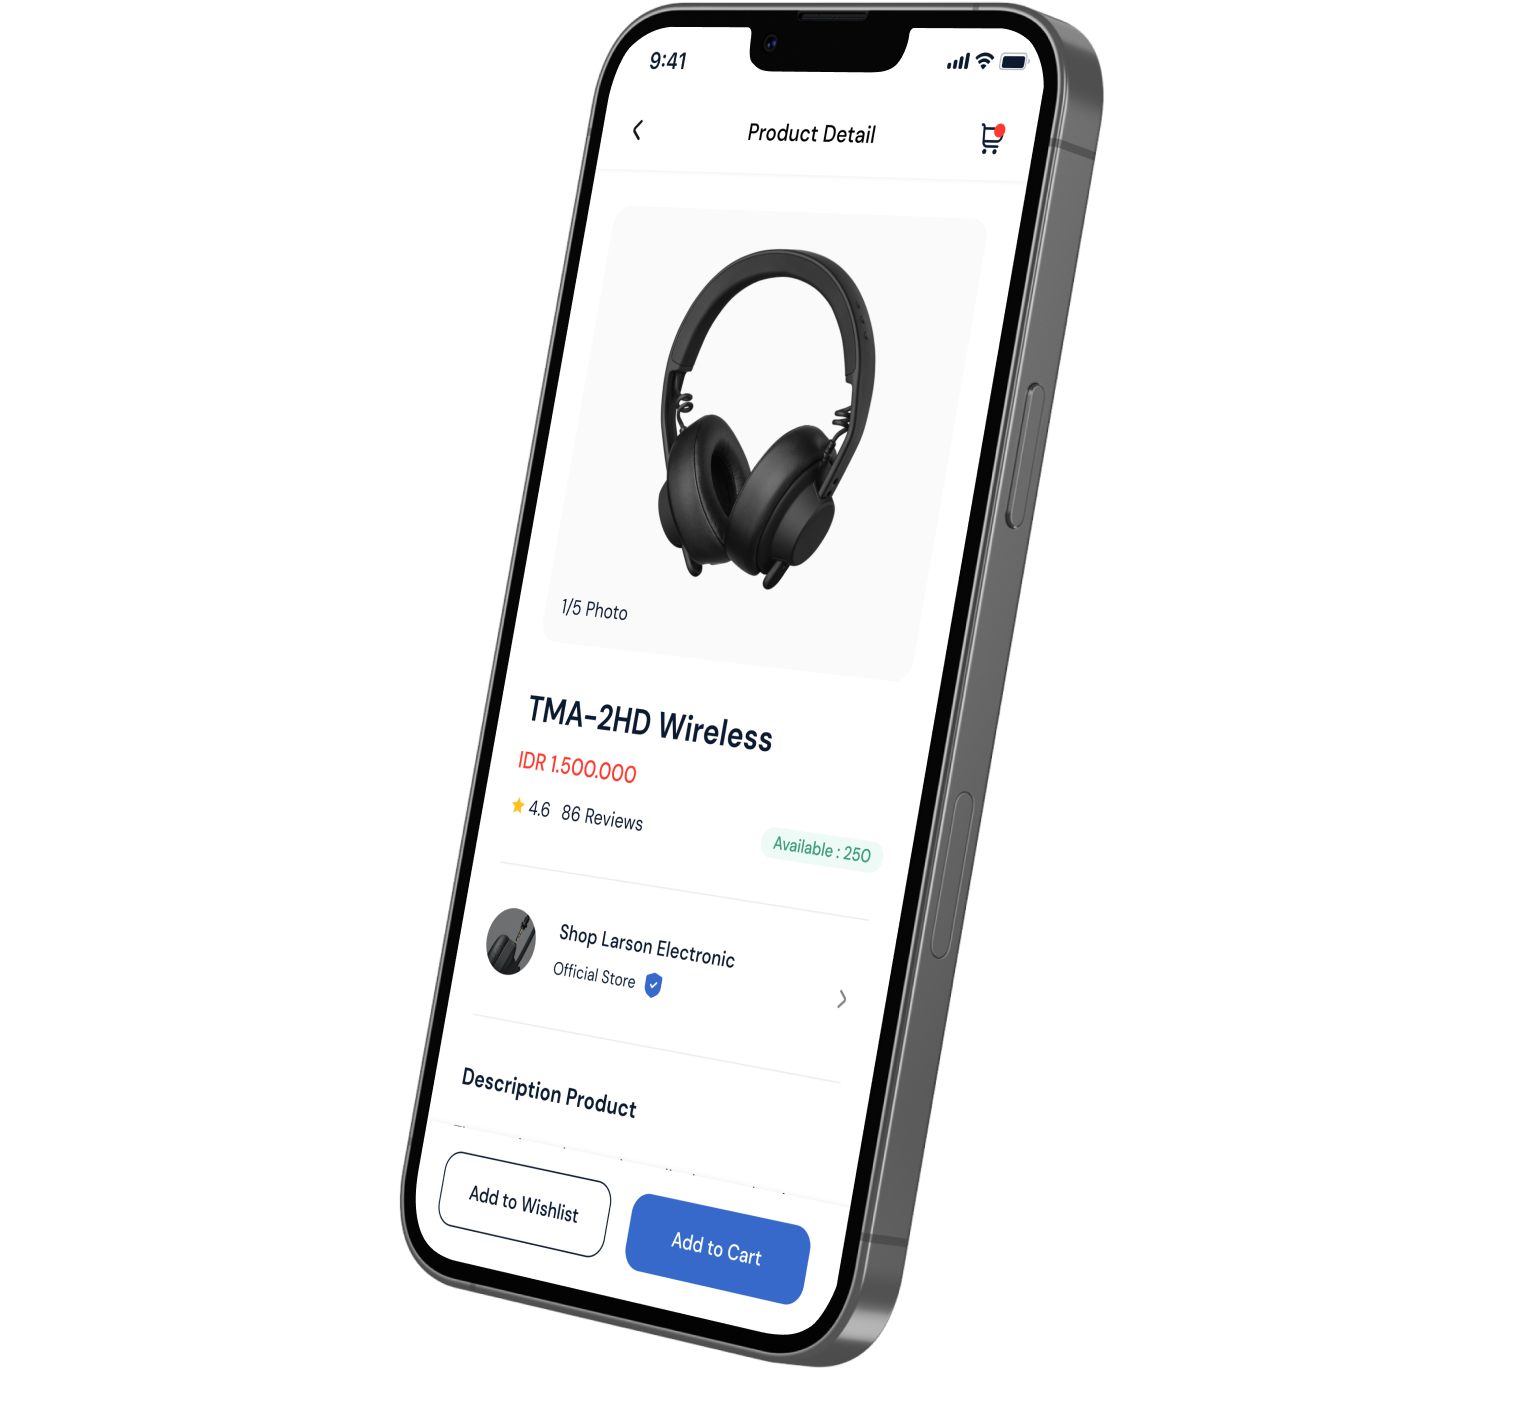 9:41
Product Detail
1/5 Photo
TMA-2HD Wireless
IDR 1.500.000
4.6 86 Reviews
Available : 250
Shop Larson Electronic
Official Store
Description Product
Add to Wishlist
Add to Cart